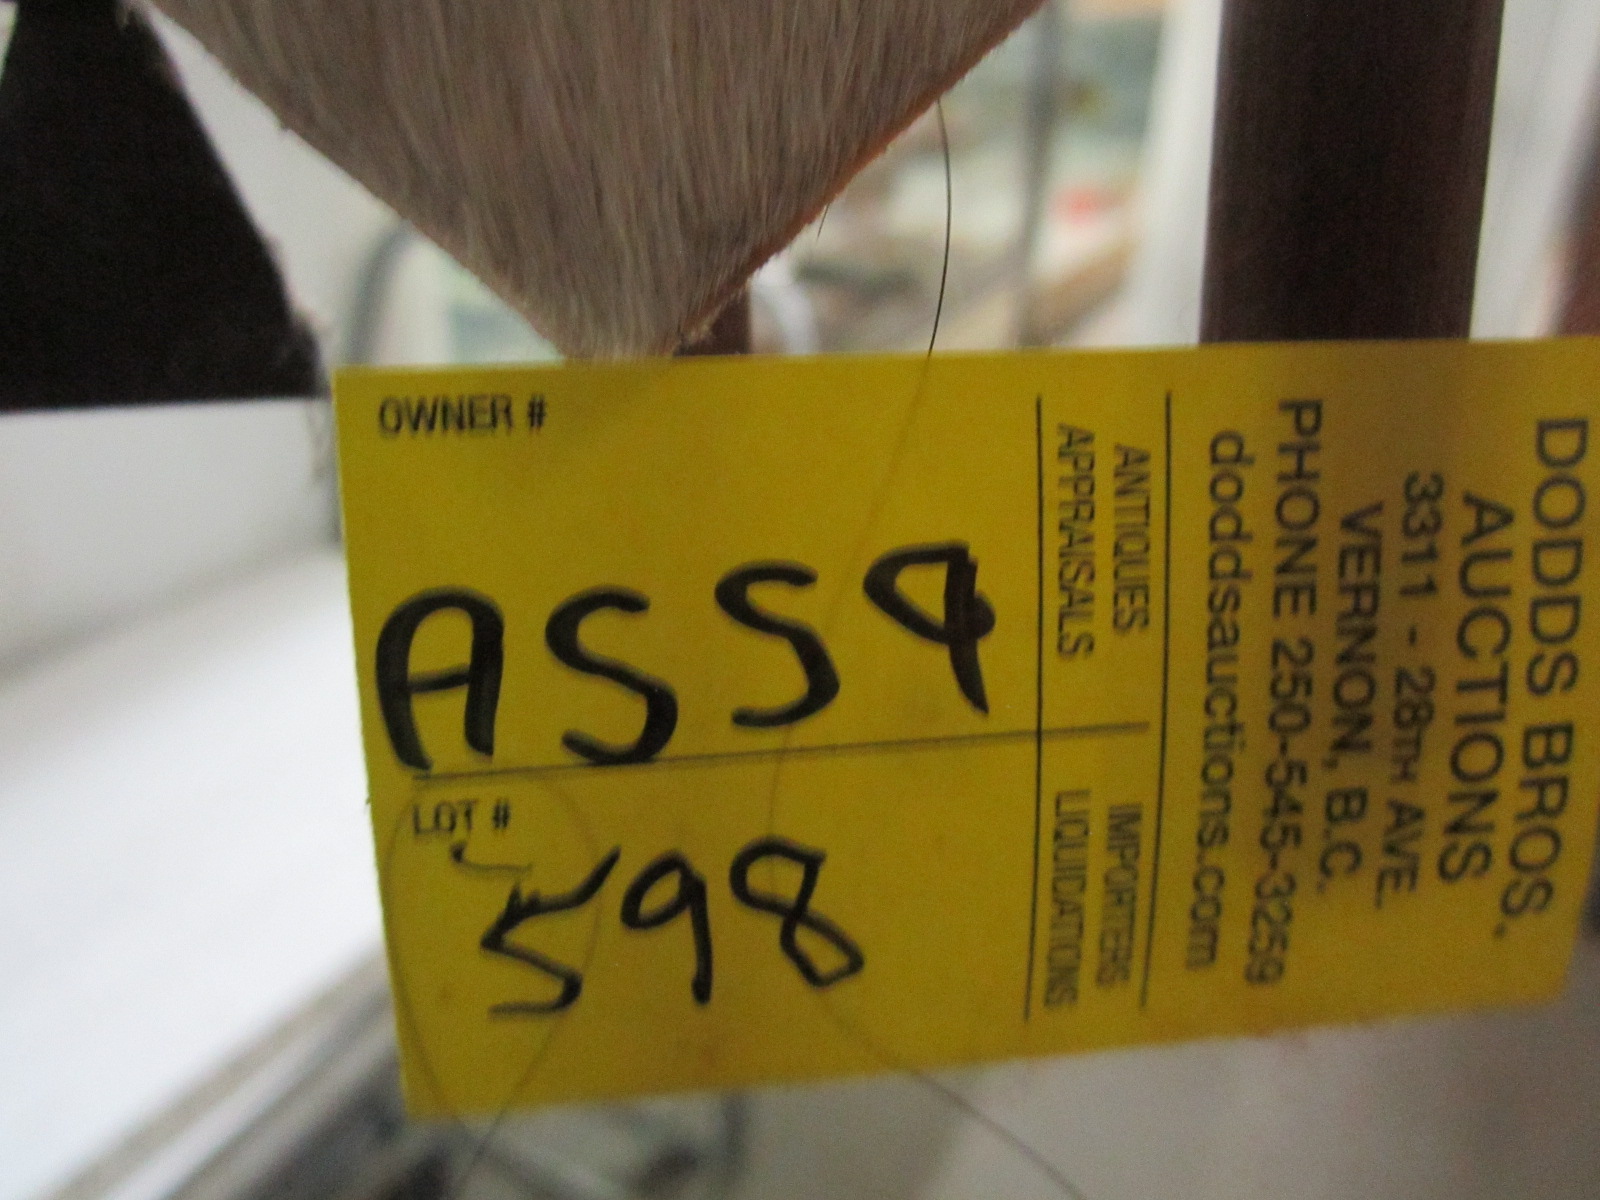 OWNER #
A559
LOT #
598
ANTIQUES IMPORTERS
APPRAISALS LIQUIDATIONS
DODDS BROS.
AUCTIONS
3311 - 28TH AVE.
VERNON, B.C.
PHONE 250-545-3259
doddsauctions.com